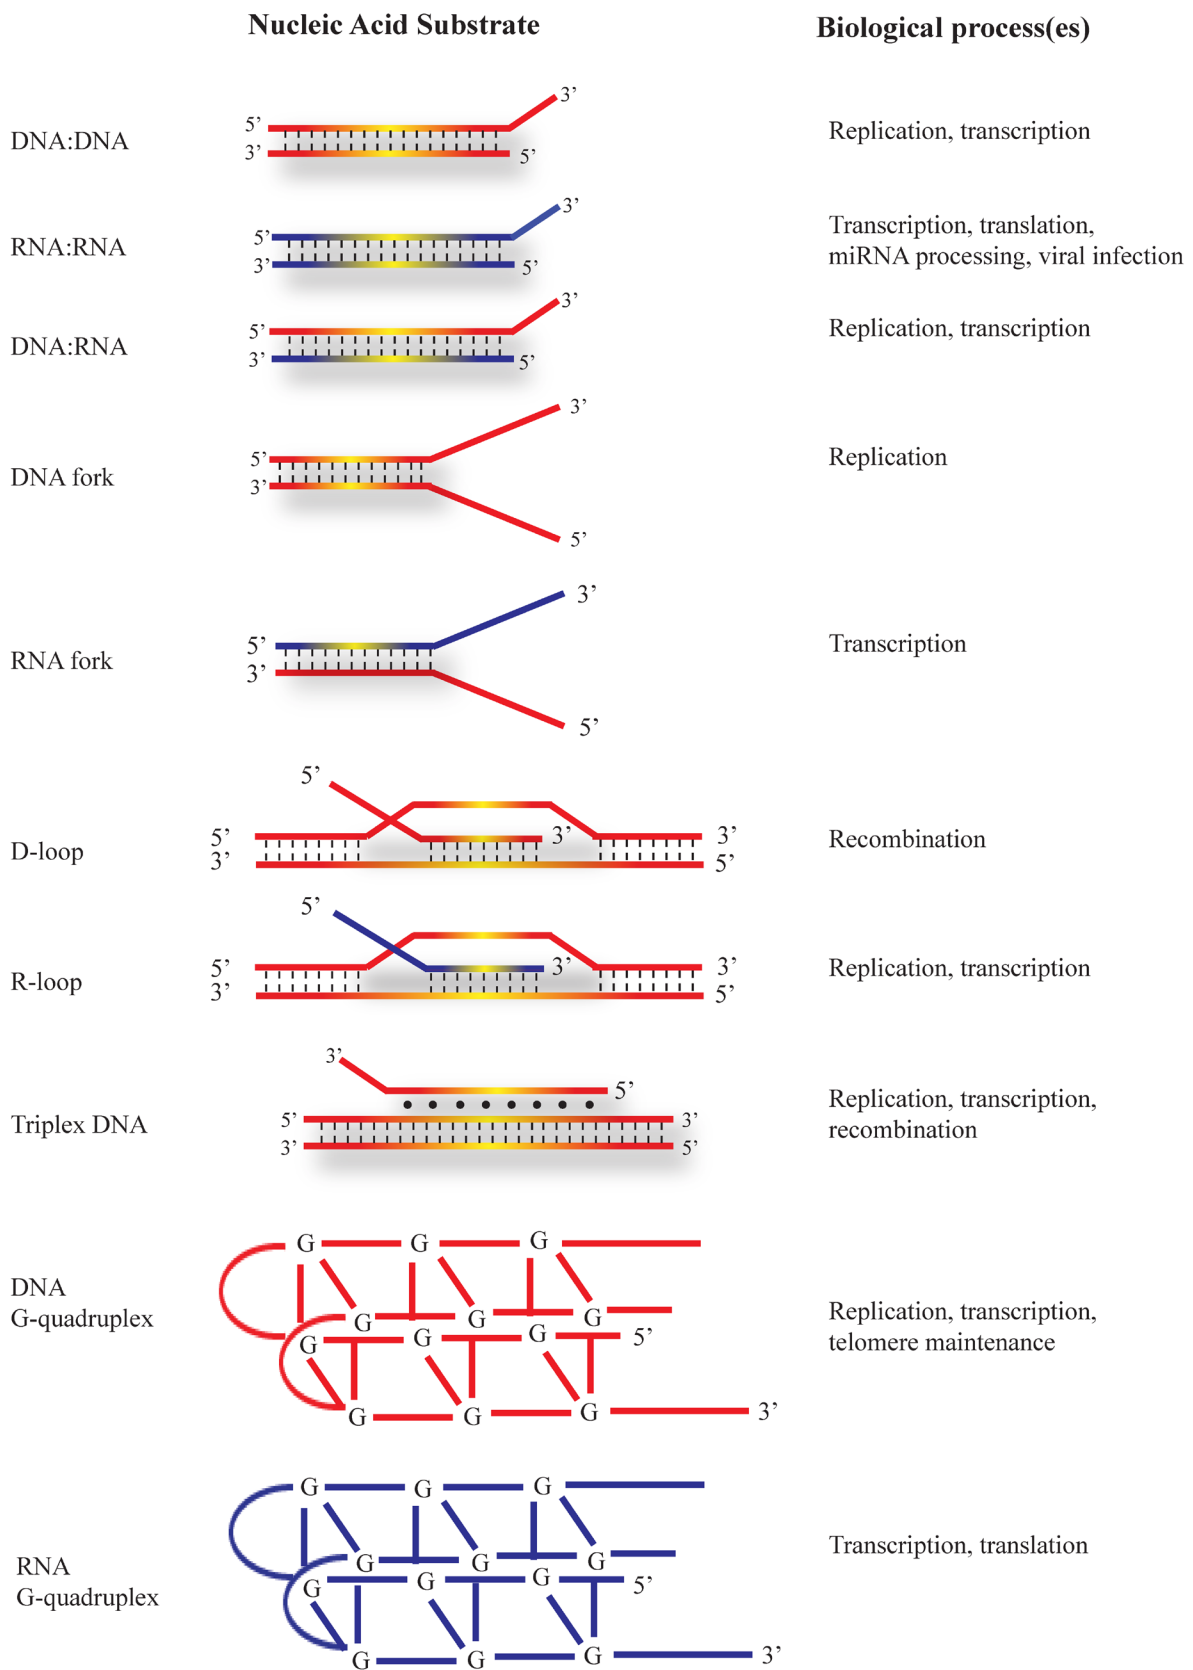 Nucleic Acid Substrate
Biological process(es)
DNA:DNA
5’
3’
3’
5’
Replication, transcription
RNA:RNA
5’
3’
3’
5’
Transcription, translation,
miRNA processing, viral infection
DNA:RNA
5’
3’
3’
5’
Replication, transcription
DNA fork
5’
3’
3’
5’
Replication
RNA fork
5’
3’
3’
5’
Transcription
D-loop
5’
5’
3’
3’
3’
5’
Recombination
R-loop
5’
5’
3’
3’
3’
5’
Replication, transcription
Triplex DNA
3’
5’
5’
3’
3’
5’
Replication, transcription,
recombination
DNA
G-quadruplex
G G G
G G G
G G G 5’
G G G 3’
Replication, transcription,
telomere maintenance
RNA
G-quadruplex
G G G
G G G
G G G 5’
G G G 3’
Transcription, translation